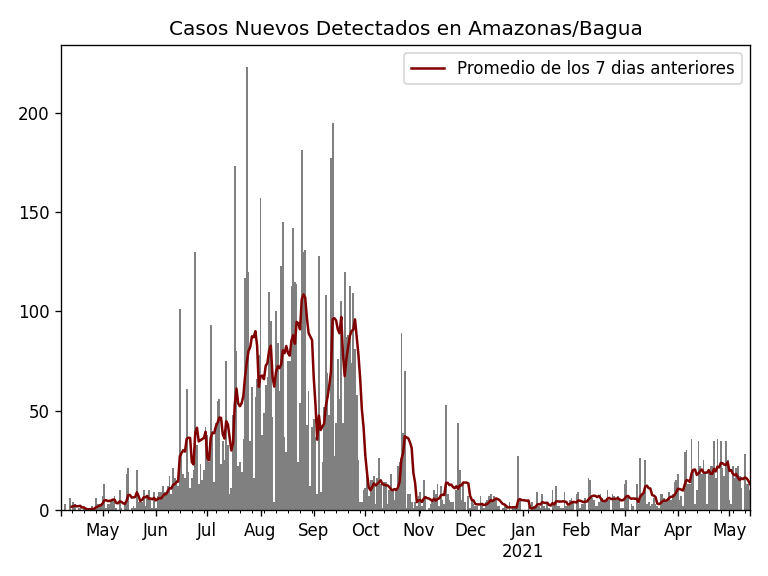 Casos Nuevos Detectados en Amazonas/Bagua
Promedio de los 7 dias anteriores
200
150
100
50
0
May Jun Jul Aug Sep Oct Nov Dec Jan Feb Mar Apr May
2021